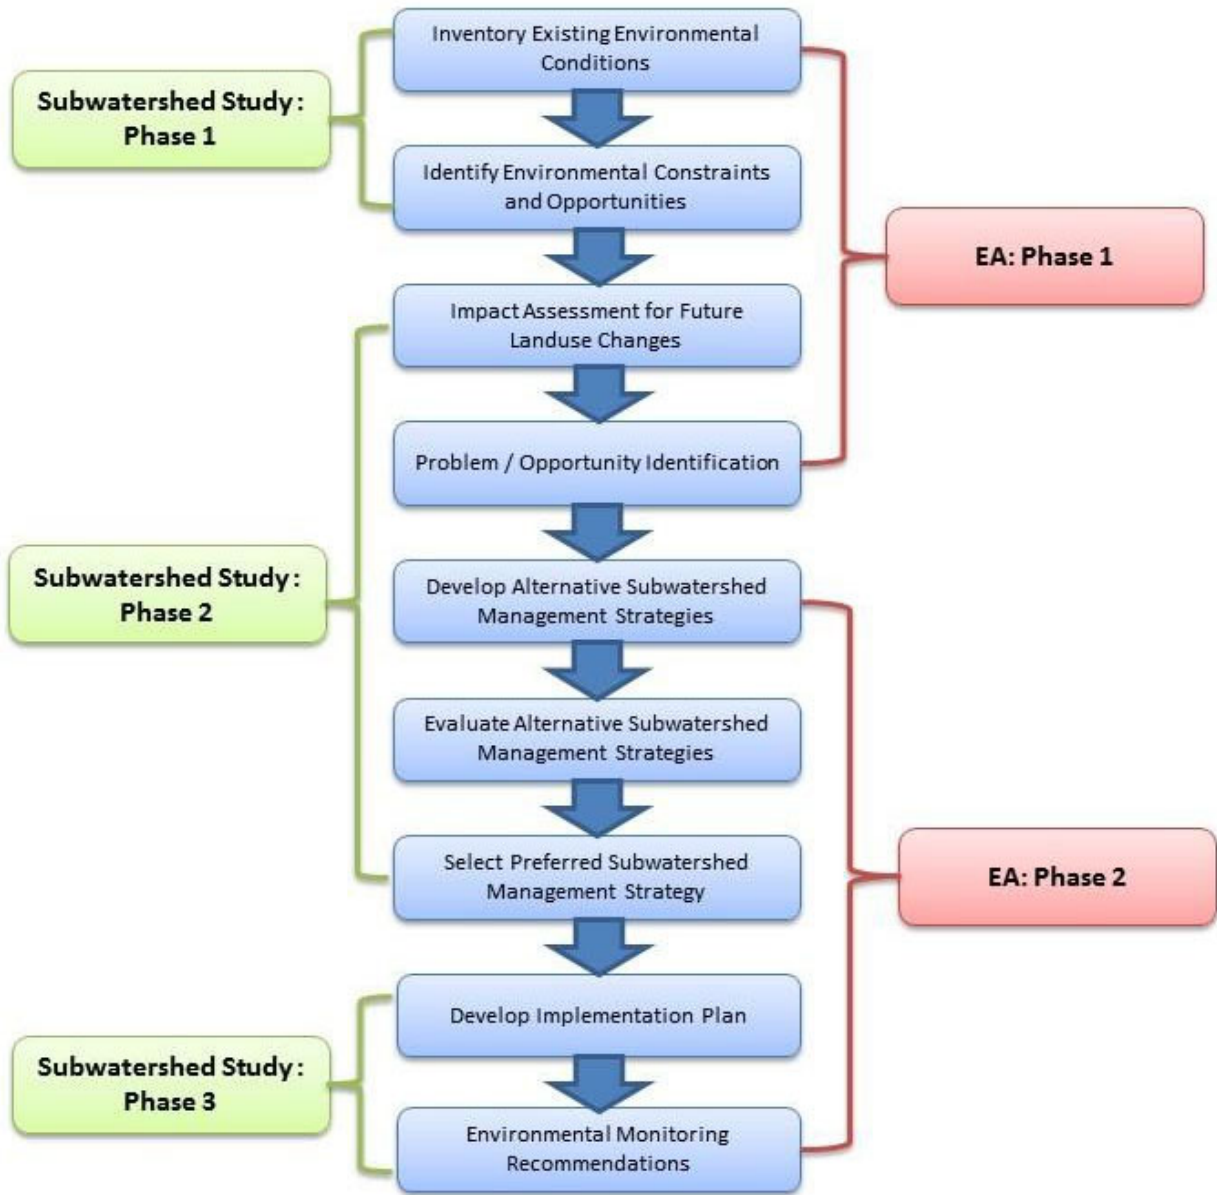 Inventory Existing Environmental
Conditions
Subwatershed Study :
Phase 1
Identify Environmental Constraints
and Opportunities
EA: Phase 1
Impact Assessment for Future
Landuse Changes
Problem / Opportunity Identification
Subwatershed Study :
Phase 2
Develop Alternative Subwatershed
Management Strategies
Evaluate Alternative Subwatershed
Management Strategies
Select Preferred Subwatershed
Management Strategy
EA: Phase 2
Develop Implementation Plan
Subwatershed Study :
Phase 3
Environmental Monitoring
Recommendations